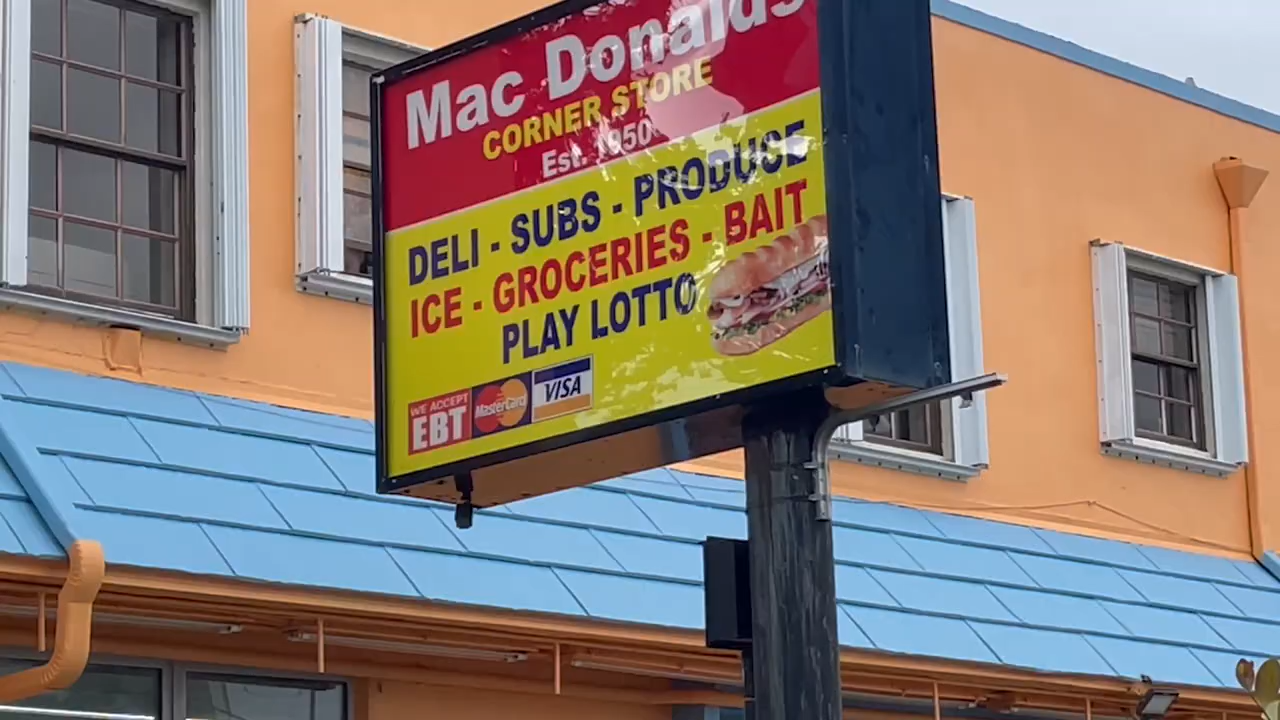 Mac Donalds
CORNER STORE
Est. 1950
DELI - SUBS - PRODUCE
ICE - GROCERIES - BAIT
PLAY LOTTO
WE ACCEPT
EBT
MasterCard
VISA